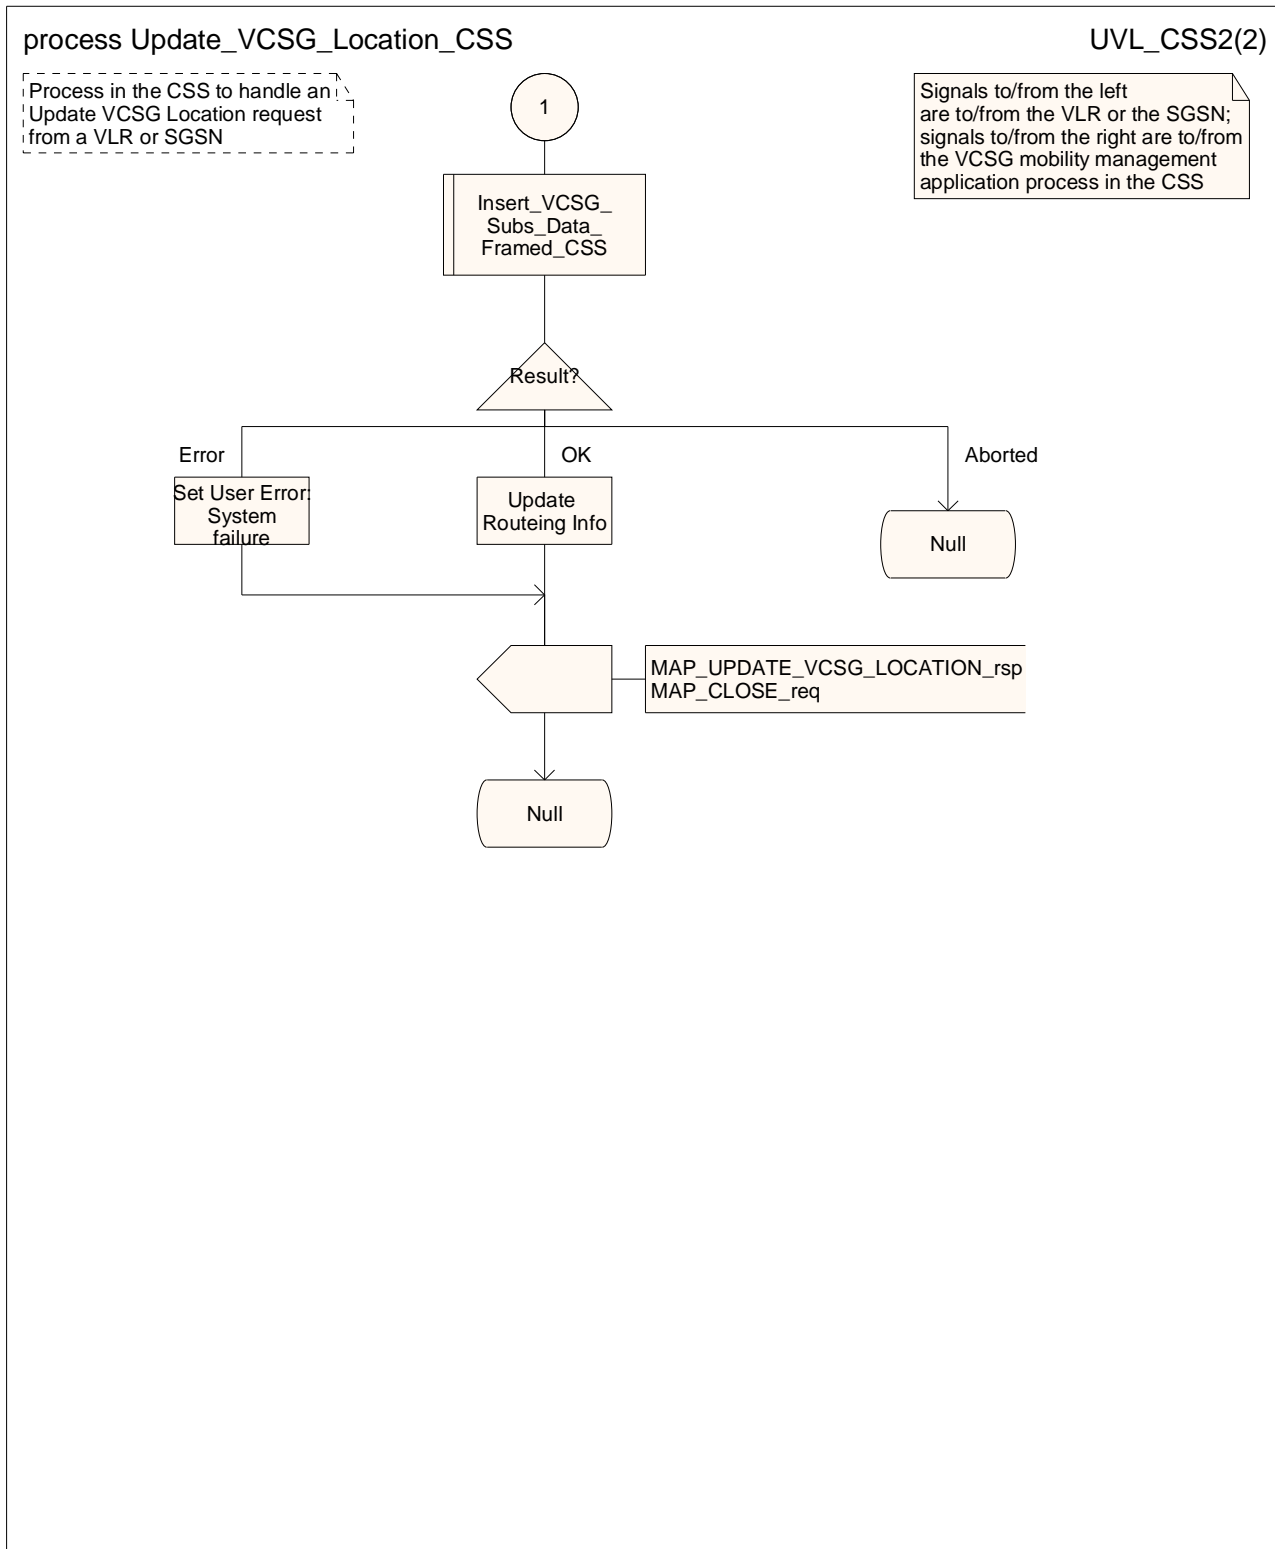 process Update_VCSG_Location_CSS
UVL_CSS2(2)
Process in the CSS to handle an
Update VCSG Location request
from a VLR or SGSN
1
Signals to/from the left
are to/from the VLR or the SGSN;
signals to/from the right are to/from
the VCSG mobility management
application process in the CSS
Insert_VCSG_
Subs_Data_
Framed_CSS
Result?
Error
OK
Aborted
Set User Error:
System
failure
Update
Routeing Info
Null
MAP_UPDATE_VCSG_LOCATION_rsp
MAP_CLOSE_req
Null